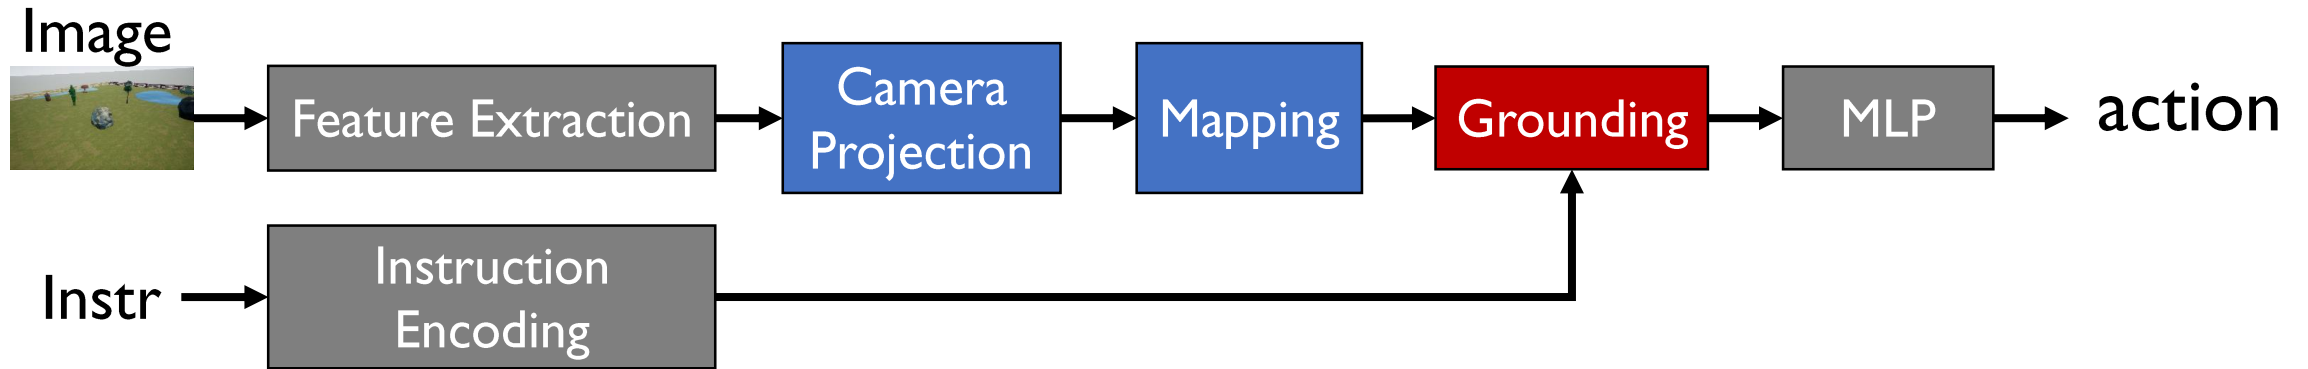 Image
Feature Extraction
Camera
Projection
Mapping
Grounding
MLP
action
Instr
Instruction
Encoding